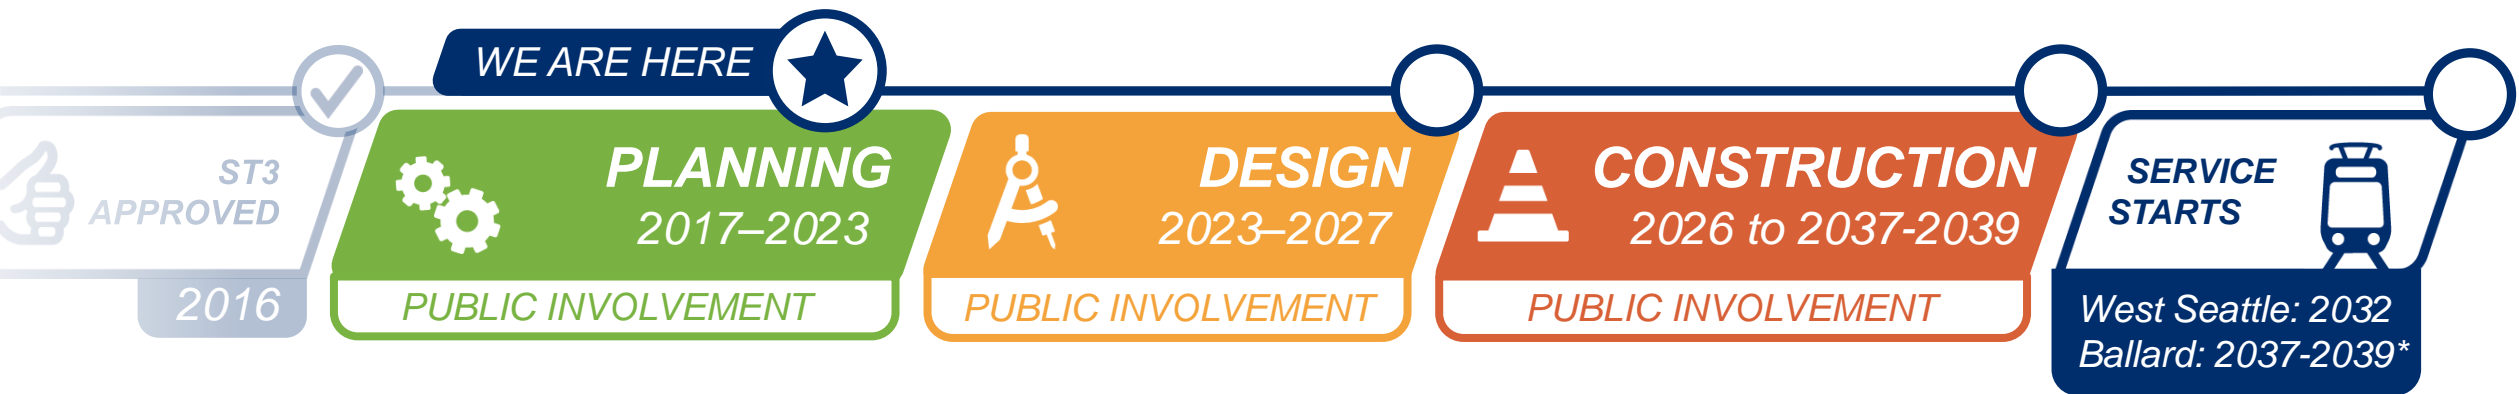 WE ARE HERE
ST3
APPROVED
2016
PLANNING
2017–2023
PUBLIC INVOLVEMENT
DESIGN
2023–2027
PUBLIC INVOLVEMENT
CONSTRUCTION
2026 to 2037-2039
PUBLIC INVOLVEMENT
SERVICE
STARTS
West Seattle: 2032
Ballard: 2037-2039*